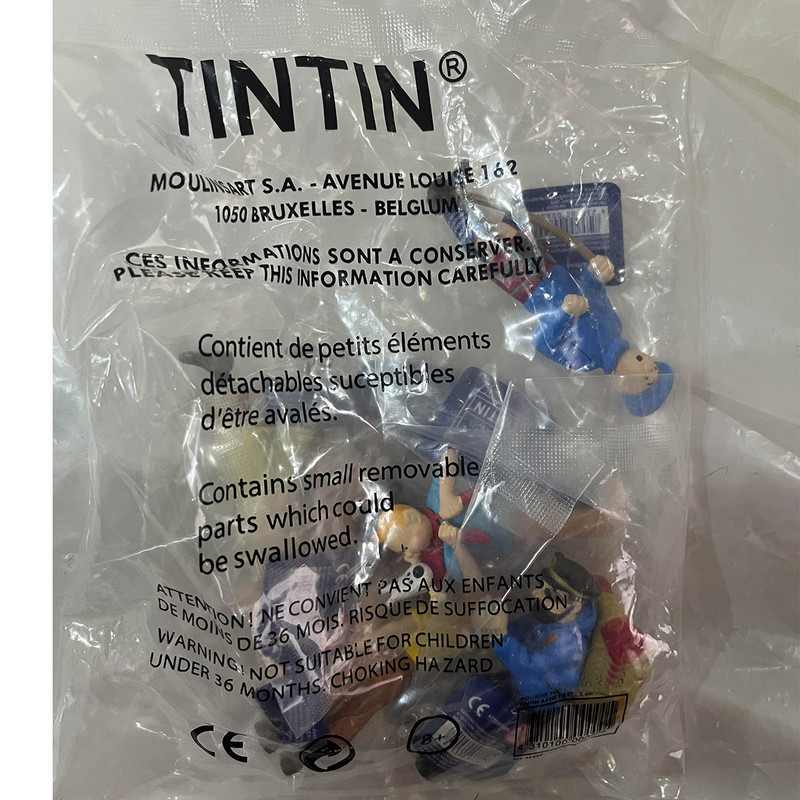 TINTIN®
MOULINSART S.A. - AVENUE LOUISE 162
1050 BRUXELLES - BELGIUM
CES INFORMATIONS SONT A CONSERVER.
PLEASE KEEP THIS INFORMATION CAREFULLY
Contient de petits éléments
détachables suceptibles
d'être avalés.
Contains small removable
parts which could
be swallowed.
ATTENTION! NE CONVIENT PAS AUX ENFANTS
DE MOINS DE 36 MOIS. RISQUE DE SUFFOCATION
WARNING! NOT SUITABLE FOR CHILDREN
UNDER 36 MONTHS. CHOKING HAZARD
CE
8+
CE